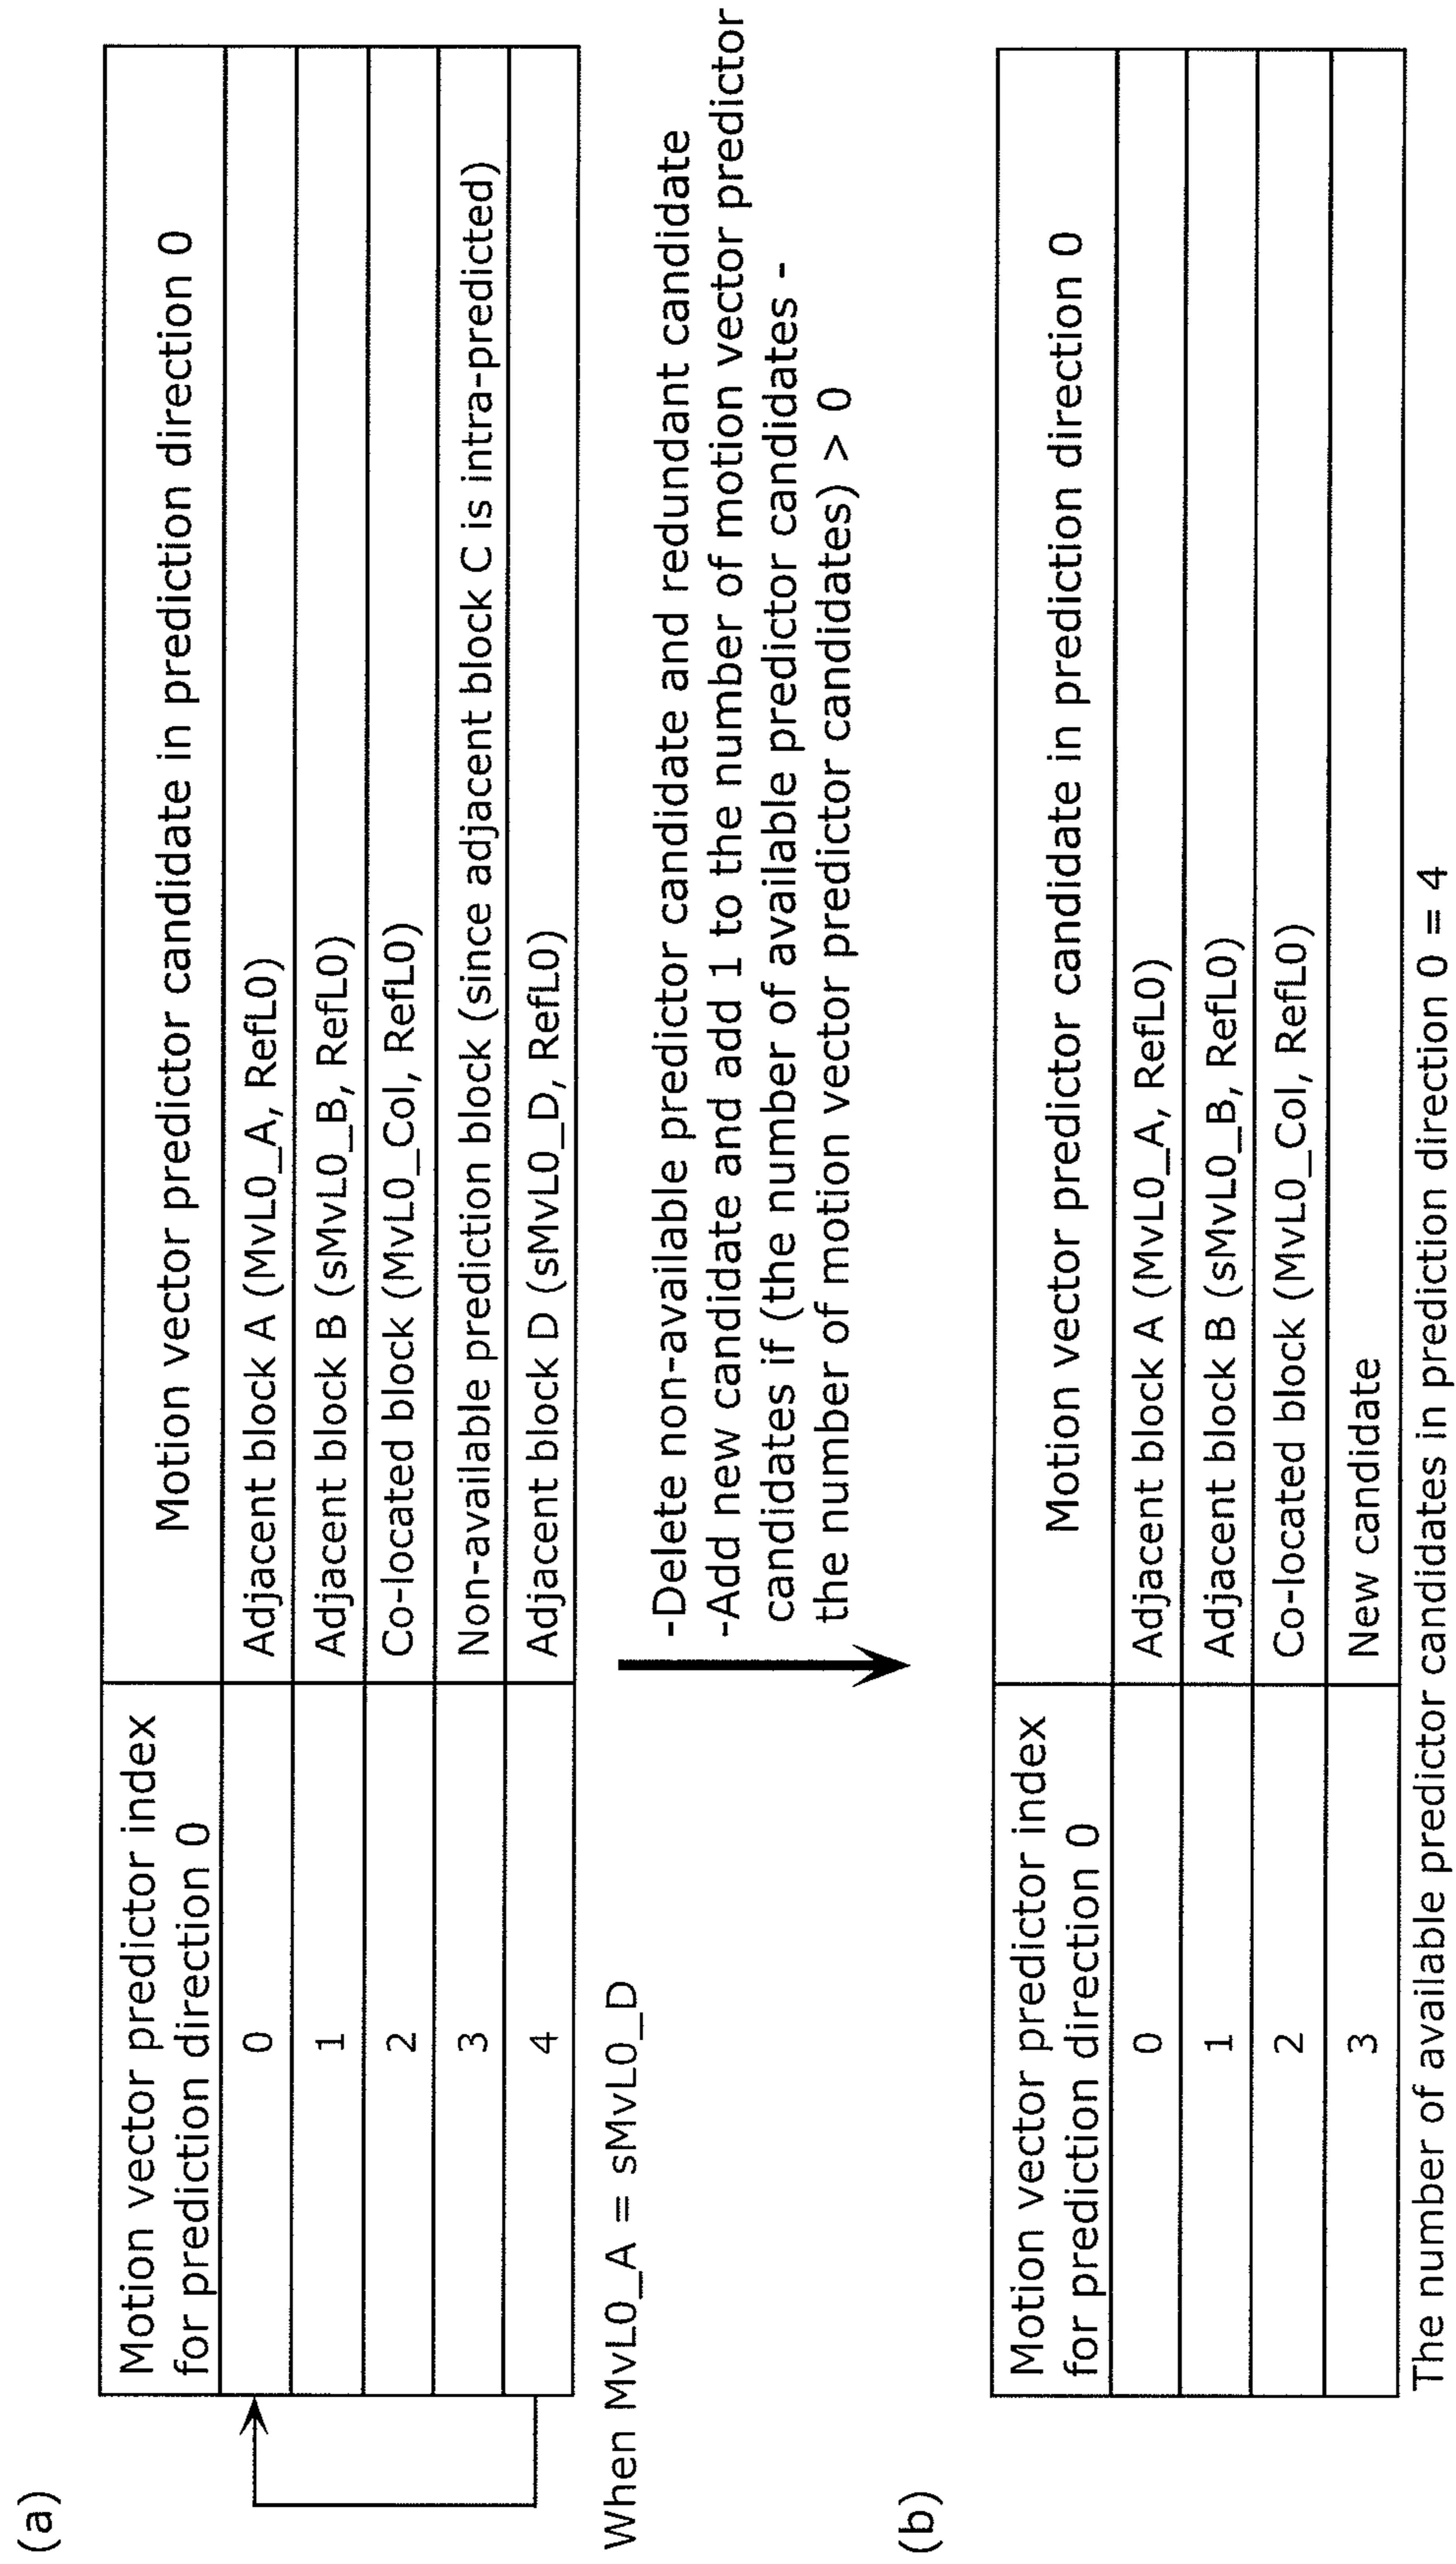 (a)
Motion vector predictor index
for prediction direction 0
Motion vector predictor candidate in prediction direction 0
0
Adjacent block A (MvL0_A, RefL0)
1
Adjacent block B (sMvL0_B, RefL0)
2
Co-located block (MvL0_Col, RefL0)
3
Non-available prediction block (since adjacent block C is intra-predicted)
4
Adjacent block D (sMvL0_D, RefL0)
When MvL0_A = sMvL0_D
-Delete non-available predictor candidate and redundant candidate
-Add new candidate and add 1 to the number of motion vector predictor
candidates if (the number of available predictor candidates -
the number of motion vector predictor candidates) > 0
(b)
Motion vector predictor index
for prediction direction 0
Motion vector predictor candidate in prediction direction 0
0
Adjacent block A (MvL0_A, RefL0)
1
Adjacent block B (sMvL0_B, RefL0)
2
Co-located block (MvL0_Col, RefL0)
3
New candidate
The number of available predictor candidates in prediction direction 0 = 4